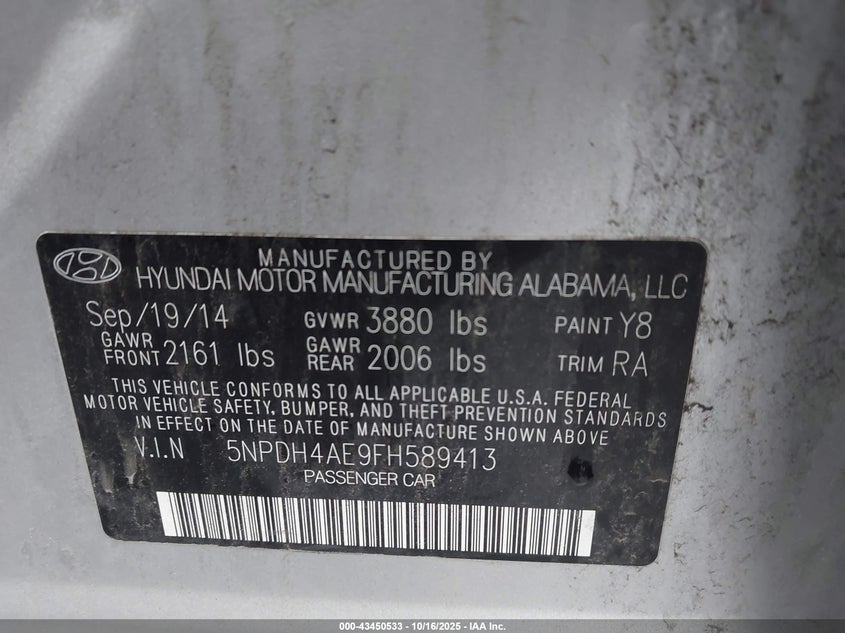 MANUFACTURED BY
HYUNDAI MOTOR MANUFACTURING ALABAMA, LLC
Sep/19/14 GVWR 3880 lbs PAINT Y8
GAWR FRONT 2161 lbs GAWR REAR 2006 lbs TRIM RA
THIS VEHICLE CONFORMS TO ALL APPLICABLE U.S.A. FEDERAL
MOTOR VEHICLE SAFETY, BUMPER, AND THEFT PREVENTION STANDARDS
IN EFFECT ON THE DATE OF MANUFACTURE SHOWN ABOVE
V.I.N 5NPDH4AE9FH589413
PASSENGER CAR
000-43450533 - 10/16/2025 - IAA Inc.